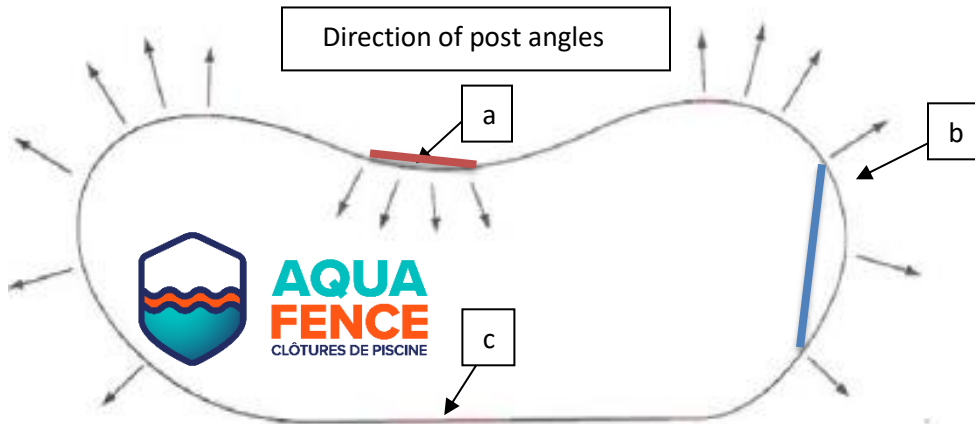 Direction of post angles
a
b
AQUA
FENCE
CLÔTURES DE PISCINE
c